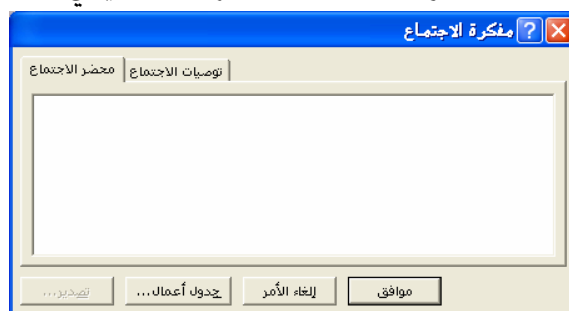 مفكرة الاجتماع
محضر الاجتماع توصيات الاجتماع
موافق إلغاء الأمر جدول أعمال... تصدير...